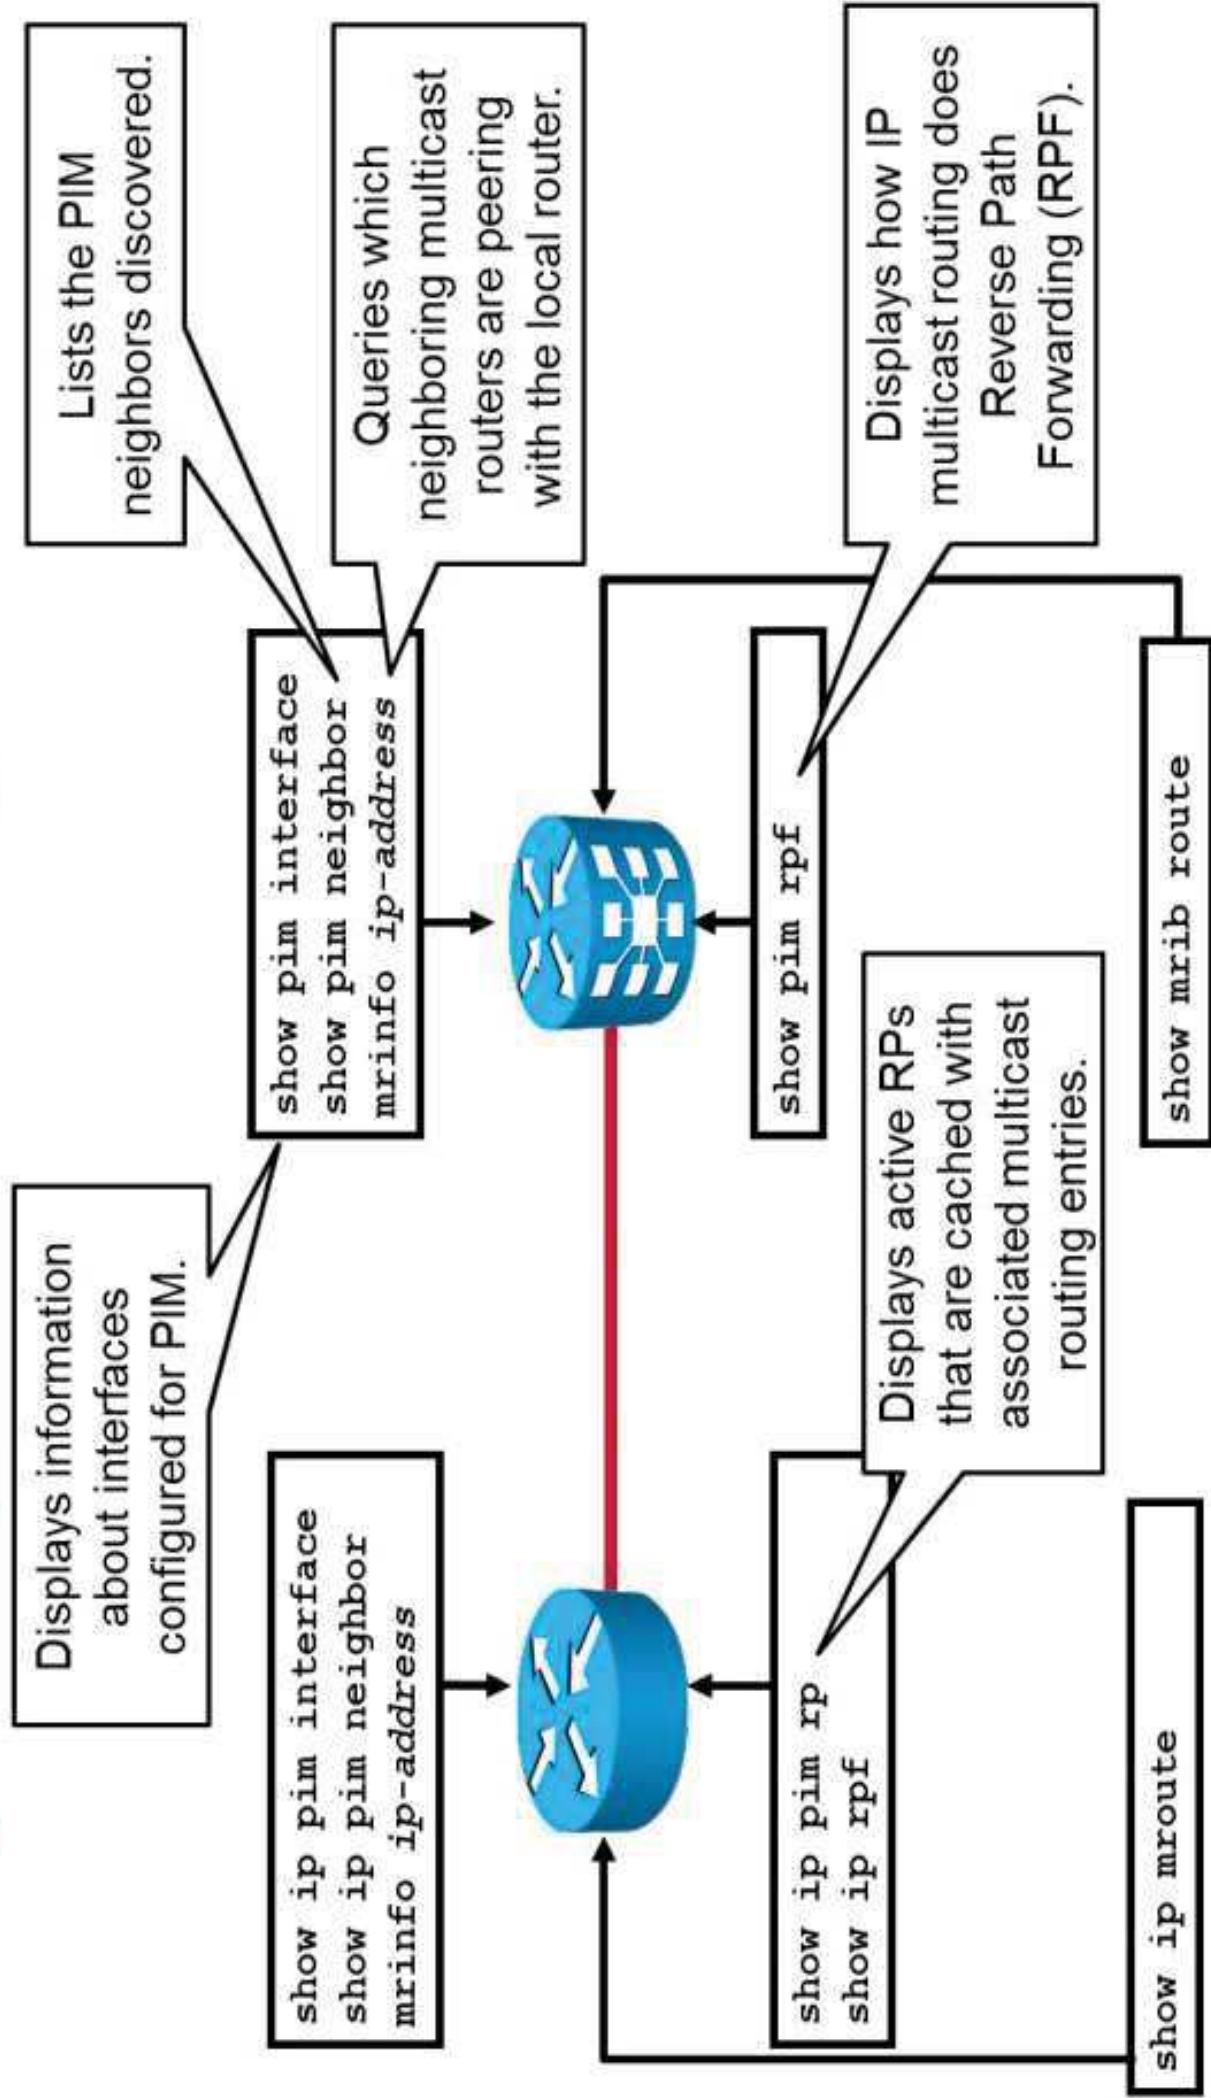 Displays information
about interfaces
configured for PIM.
Lists the PIM
neighbors discovered.
show ip pim interface
show ip pim neighbor
mrinfo ip-address
show pim interface
show pim neighbor
mrinfo ip-address
Queries which
neighboring multicast
routers are peering
with the local router.
show ip pim rp
show ip rpf
Displays active RPs
that are cached with
associated multicast
routing entries.
show pim rpf
Displays how IP
multicast routing does
Reverse Path
Forwarding (RPF).
show ip mroute
show mrib route